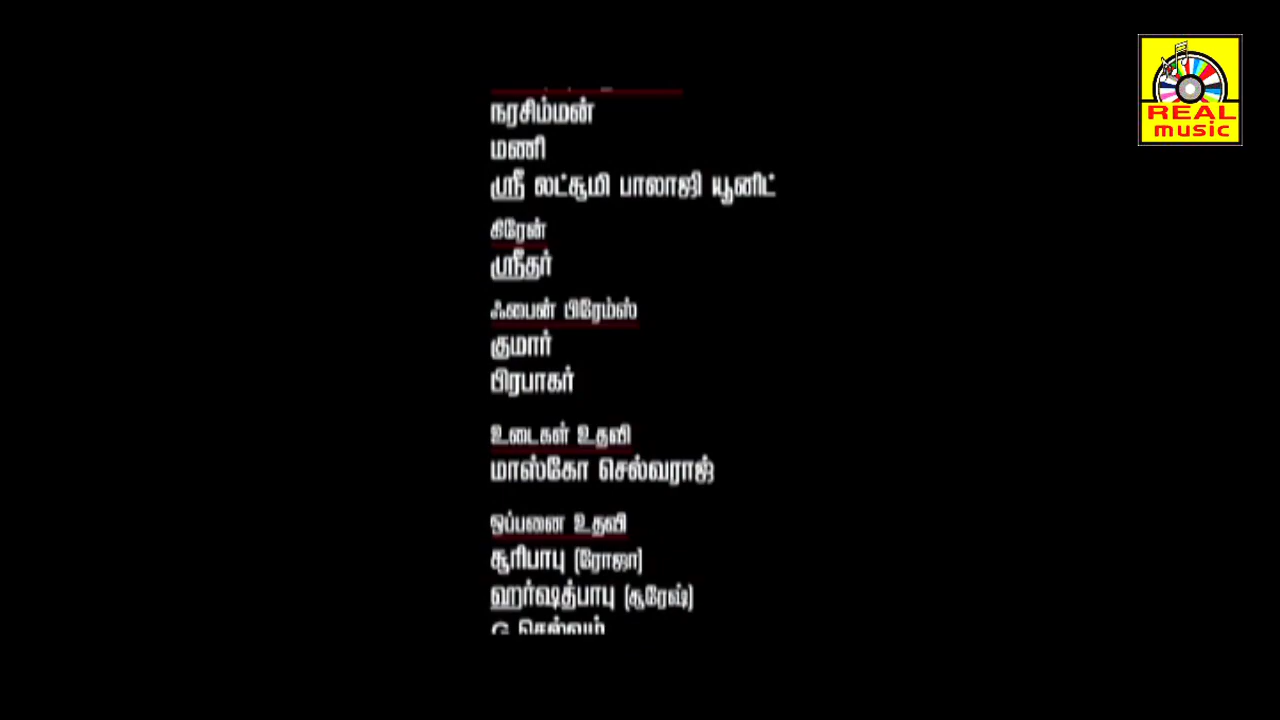 நரசிம்மன்
மணி
ஸ்ரீ லட்சூமி பாலாஜி யூனிட்
கிரேன்
ஸ்ரீதர்
ஃபைன் பிரேம்ஸ்
குமார்
பிரபாகர்
உடைகள் உதவி
மாஸ்கோ செல்வராஜ்
ஒப்பனை உதவி
சூரிபாபு (ரோஜா)
ஹர்ஷத்பாபு (சூரேஷ்)
G செல்வம்
REAL
music